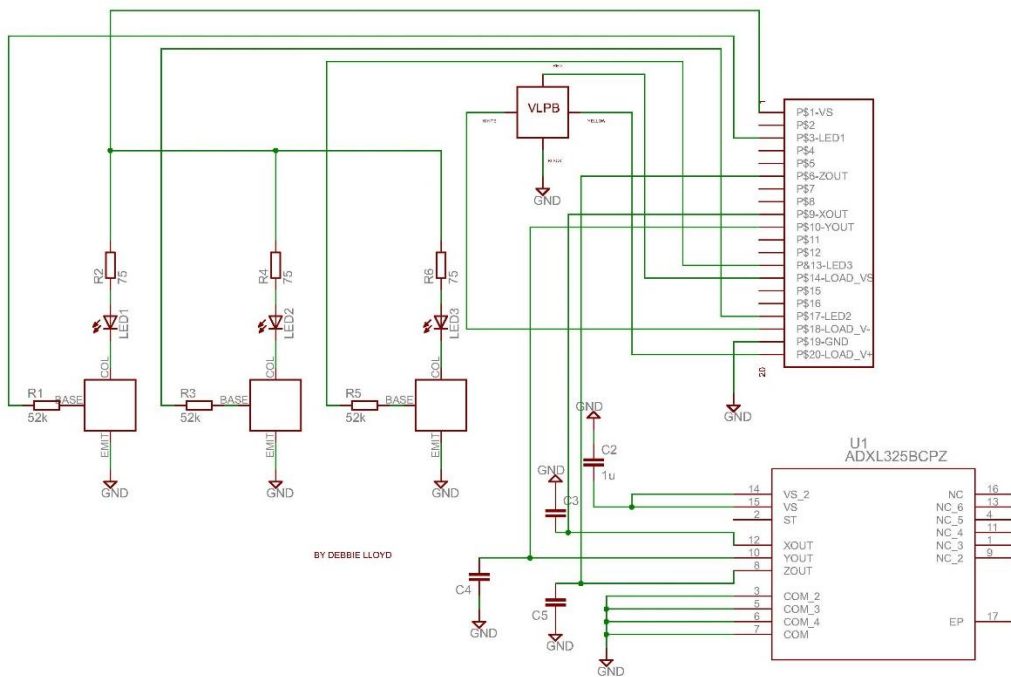 VLPB
WHITE
YELLOW
BLACK
GND
1
P$1-VS
P$2
P$3-LED1
P$4
P$5
P$6-ZOUT
P$7
P$8
P$9-XOUT
P$10-YOUT
P$11
P$12
P&13-LED3
P$14-LOAD_VS
P$15
P$16
P$17-LED2
P$18-LOAD_V-
P$19-GND
P$20-LOAD_V+
20
GND
R2
75
R4
75
R6
75
LED1
LED2
LED3
COL
COL
COL
R1
BASE
52k
R3
BASE
52k
R5
BASE
52k
EMIT
EMIT
EMIT
GND
GND
GND
GND
C2
1u
GND
C3
C4
GND
C5
GND
GND
BY DEBBIE LLOYD
U1
ADXL325BCPZ
14 VS_2
15 VS
2 ST
12 XOUT
10 YOUT
8 ZOUT
3 COM_2
5 COM_3
6 COM_4
7 COM
NC 16
NC_6 13
NC_5 4
NC_4 11
NC_3 1
NC_2 9
EP 17